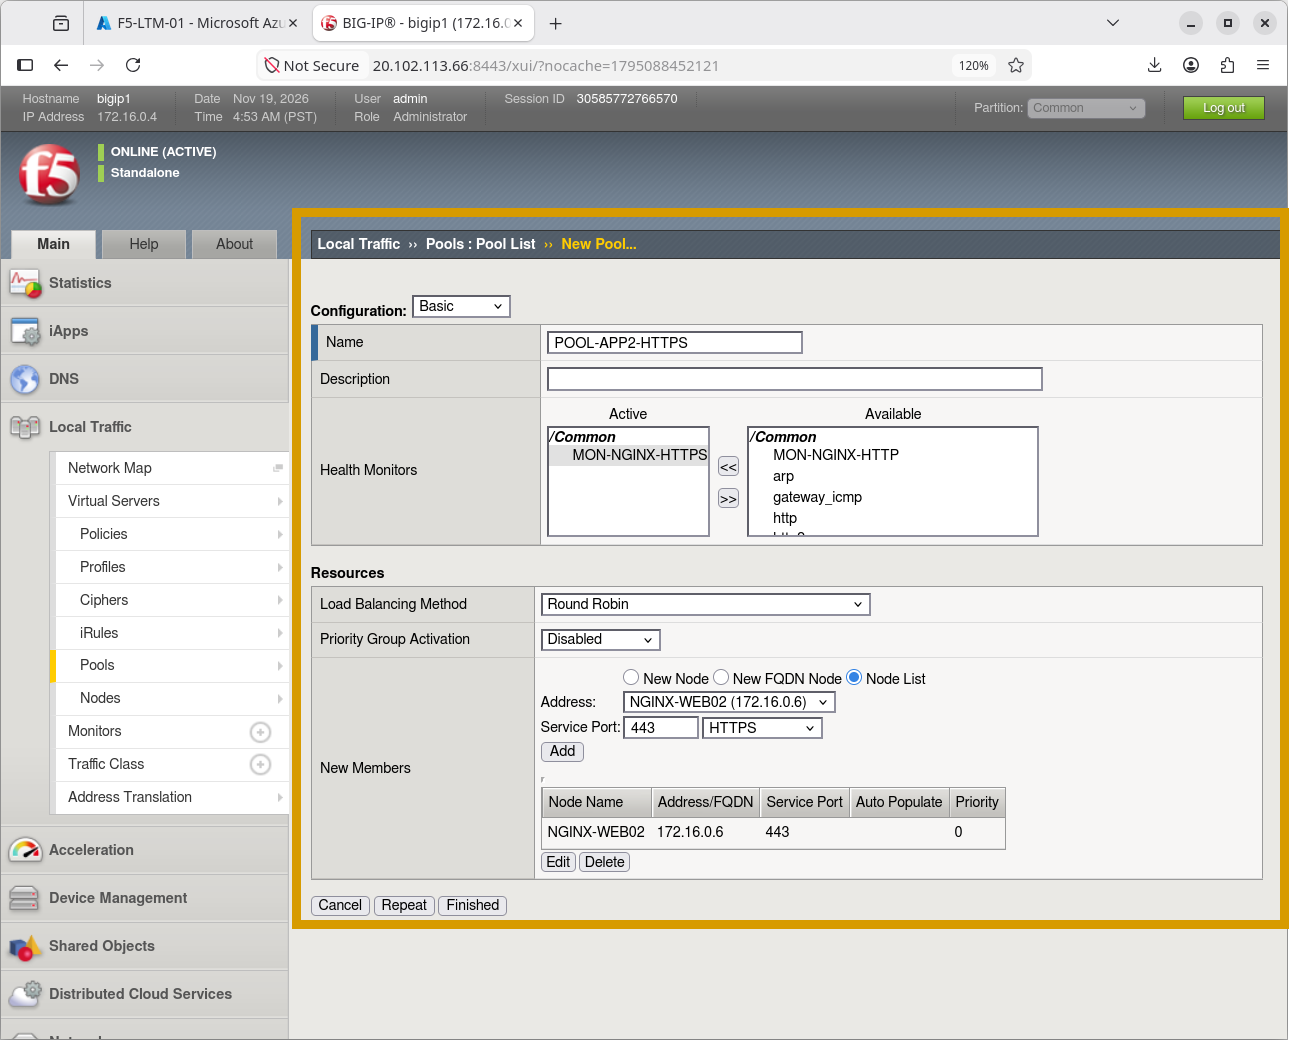 F5-LTM-01 - Microsoft Azu
BIG-IP® - bigip1 (172.16.0
Not Secure 20.102.113.66:8443/xui/?nocache=1795088452121 120%
Hostname bigip1 Date Nov 19, 2026 User admin Session ID 30585772766570
IP Address 172.16.0.4 Time 4:53 AM (PST) Role Administrator
Partition: Common Log out
f5
ONLINE (ACTIVE)
Standalone
Main Help About
Statistics
iApps
DNS
Local Traffic
Network Map
Virtual Servers
Policies
Profiles
Ciphers
iRules
Pools
Nodes
Monitors
Traffic Class
Address Translation
Acceleration
Device Management
Shared Objects
Distributed Cloud Services
Local Traffic ›› Pools : Pool List ›› New Pool...
Configuration: Basic
Name POOL-APP2-HTTPS
Description
Health Monitors
Active Available
/Common /Common
MON-NGINX-HTTPS MON-NGINX-HTTP
<< arp
gateway_icmp
>> http
Resources
Load Balancing Method Round Robin
Priority Group Activation Disabled
New Members
New Node New FQDN Node Node List
Address: NGINX-WEB02 (172.16.0.6)
Service Port: 443 HTTPS
Add
r
Node Name Address/FQDN Service Port Auto Populate Priority
NGINX-WEB02 172.16.0.6 443 0
Edit Delete
Cancel Repeat Finished